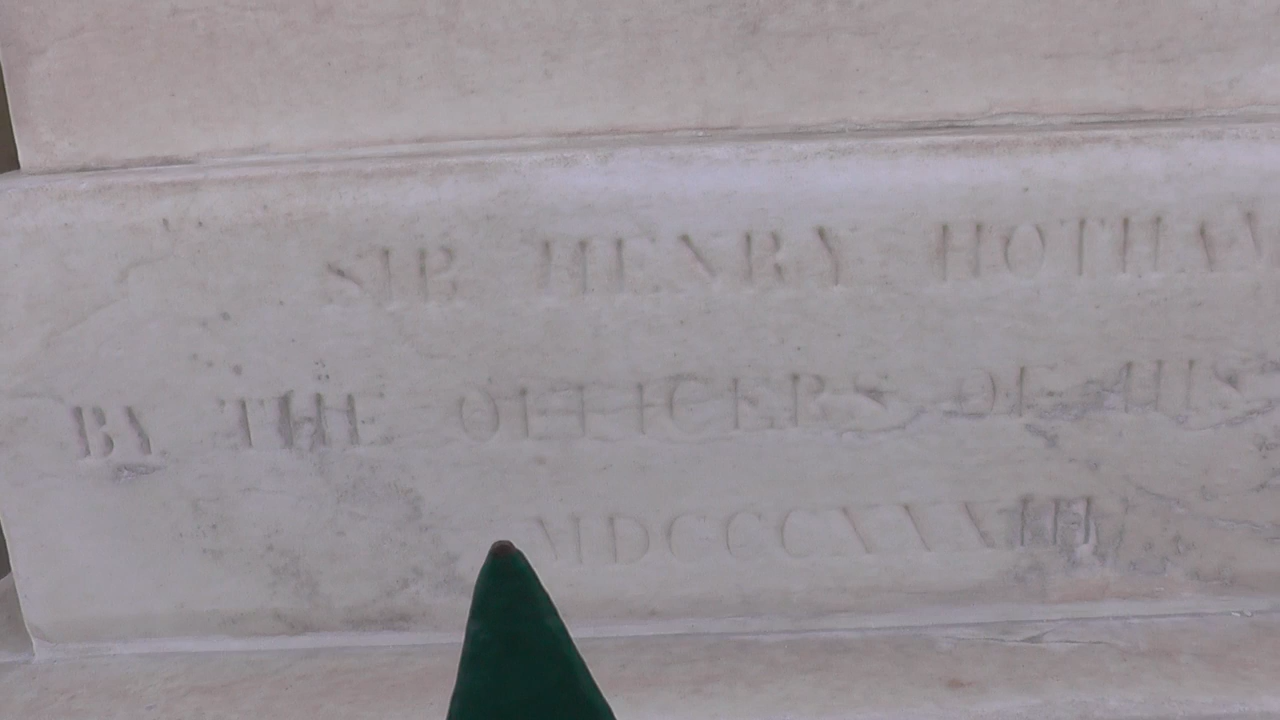 SIR HENRY HOTHAM
BY THE OFFICERS OF HIS
MDCCCXXXIII